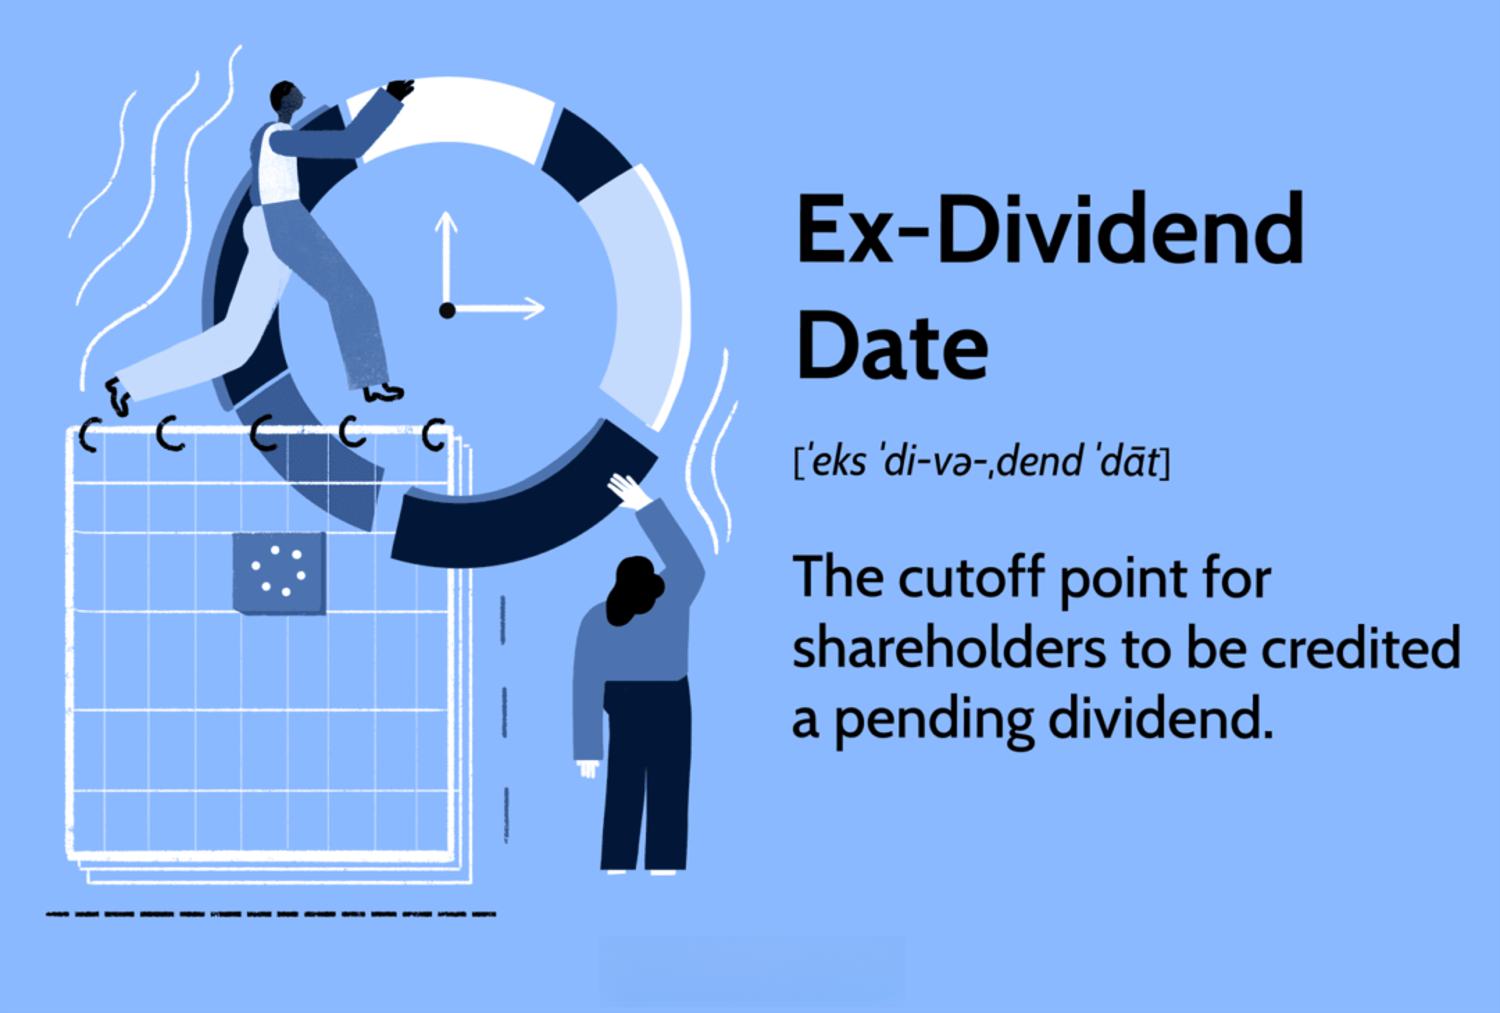 Ex-Dividend
Date
[ˈeks ˈdi-və-ˌdend ˈdāt]
The cutoff point for
shareholders to be credited
a pending dividend.